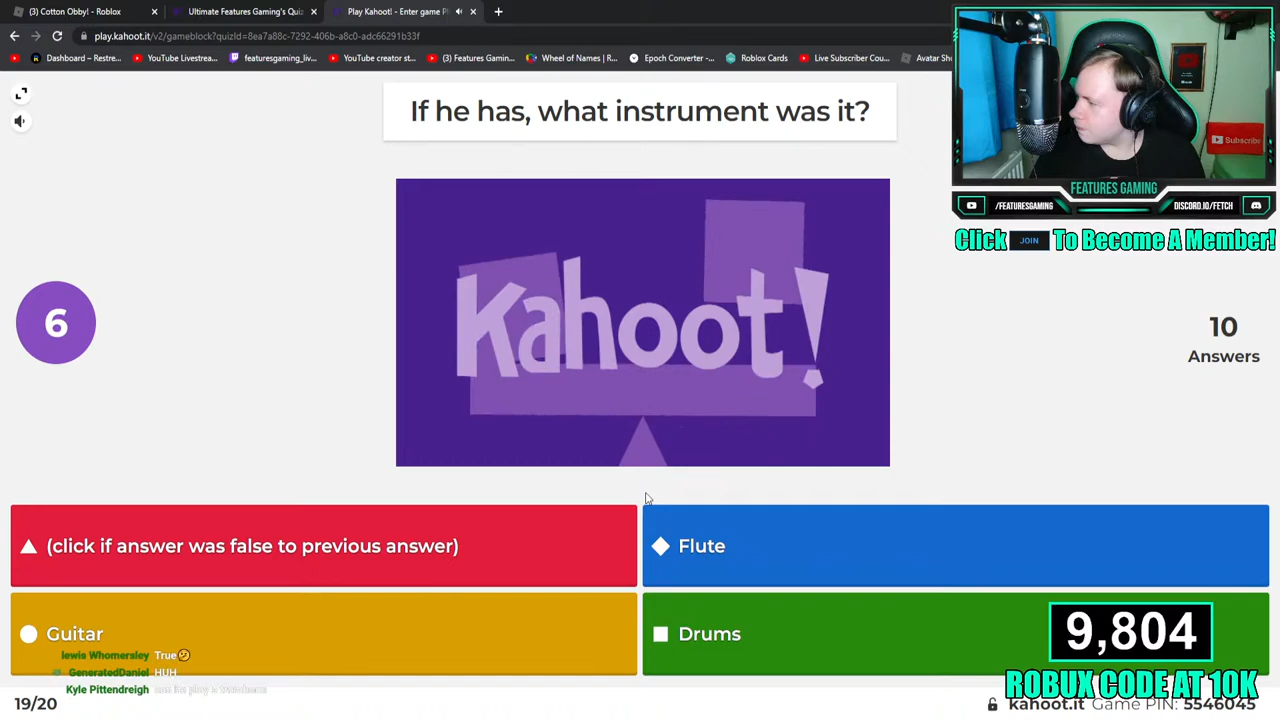 (3) Cotton Obby! - Roblox
Ultimate Features Gaming's Quiz
Play Kahoot! - Enter game P
play.kahoot.it/v2/gameblock?quizId=8ea7a88c-7292-406b-a8c0-adc66291b33f
Dashboard – Restre...
YouTube Livestrea...
featuresgaming_liv...
YouTube creator st...
(3) Features Gamin...
Wheel of Names | R...
Epoch Converter -...
Roblox Cards
Live Subscriber Cou...
Avatar Sho
If he has, what instrument was it?
Subscribe
FEATURES GAMING
/FEATURESGAMING
DISCORD.IO/FETCH
Click JOIN To Become A Member!
Kahoot!
6
10
Answers
(click if answer was false to previous answer)
Flute
Guitar
Drums
lewis Whomersley True
GeneratedDaniel HUH
Kyle Pittendreigh
9,804
ROBUX CODE AT 10K
19/20
kahoot.it Game PIN: 5546045